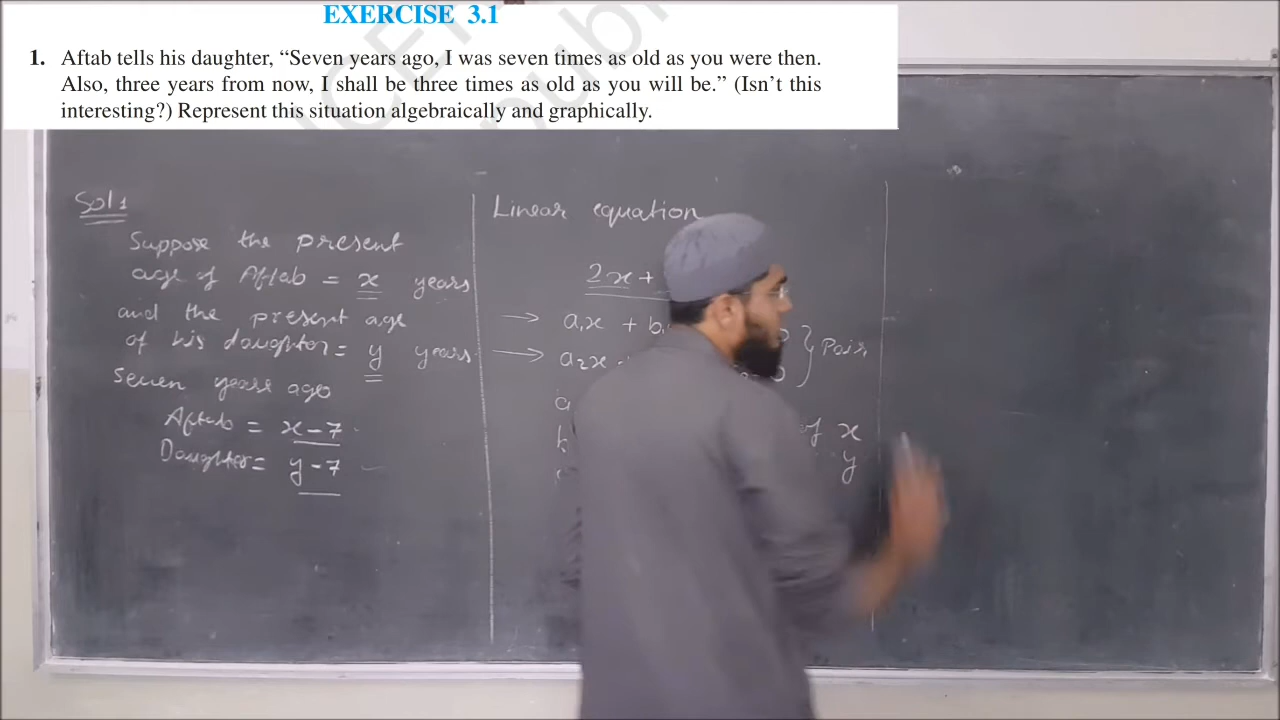 EXERCISE 3.1
1. Aftab tells his daughter, “Seven years ago, I was seven times as old as you were then.
Also, three years from now, I shall be three times as old as you will be.” (Isn’t this
interesting?) Represent this situation algebraically and graphically.
Sol 1
Suppose the present
age of Aftab = x years
and the present age
of his daughter = y years
seven years ago
Aftab = x - 7
Daughter = y - 7
Linear equation
2x +
→ a₁x + b₁
→ a₂x
} Pair
of x
y